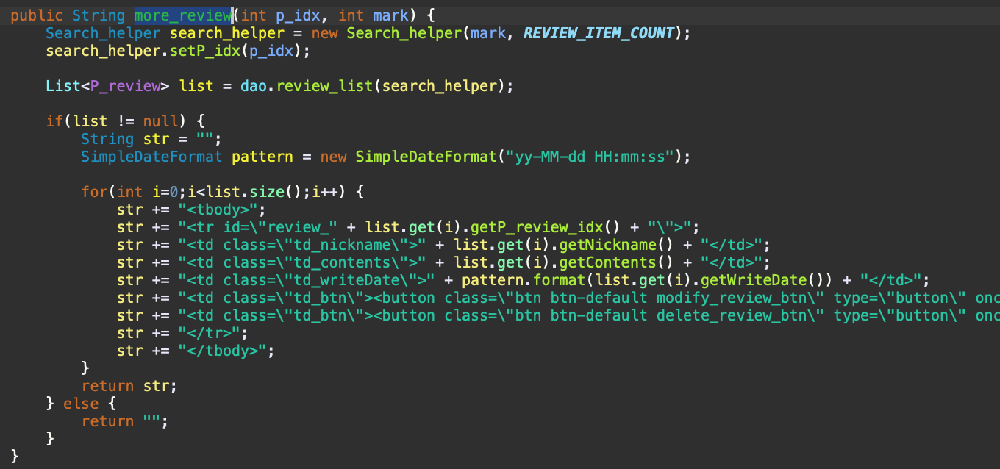 public String more_review(int p_idx, int mark) {
    Search_helper search_helper = new Search_helper(mark, REVIEW_ITEM_COUNT);
    search_helper.setP_idx(p_idx);

    List<P_review> list = dao.review_list(search_helper);

    if(list != null) {
        String str = "";
        SimpleDateFormat pattern = new SimpleDateFormat("yy-MM-dd HH:mm:ss");

        for(int i=0;i<list.size();i++) {
            str += "<tbody>";
            str += "<tr id=\"review_" + list.get(i).getP_review_idx() + "\">";
            str += "<td class=\"td_nickname\">" + list.get(i).getNickname() + "</td>";
            str += "<td class=\"td_contents\">" + list.get(i).getContents() + "</td>";
            str += "<td class=\"td_writeDate\">" + pattern.format(list.get(i).getWriteDate()) + "</td>";
            str += "<td class=\"td_btn\"><button class=\"btn btn-default modify_review_btn\" type=\"button\" onc
            str += "<td class=\"td_btn\"><button class=\"btn btn-default delete_review_btn\" type=\"button\" onc
            str += "</tr>";
            str += "</tbody>";
        }
        return str;
    } else {
        return "";
    }
}